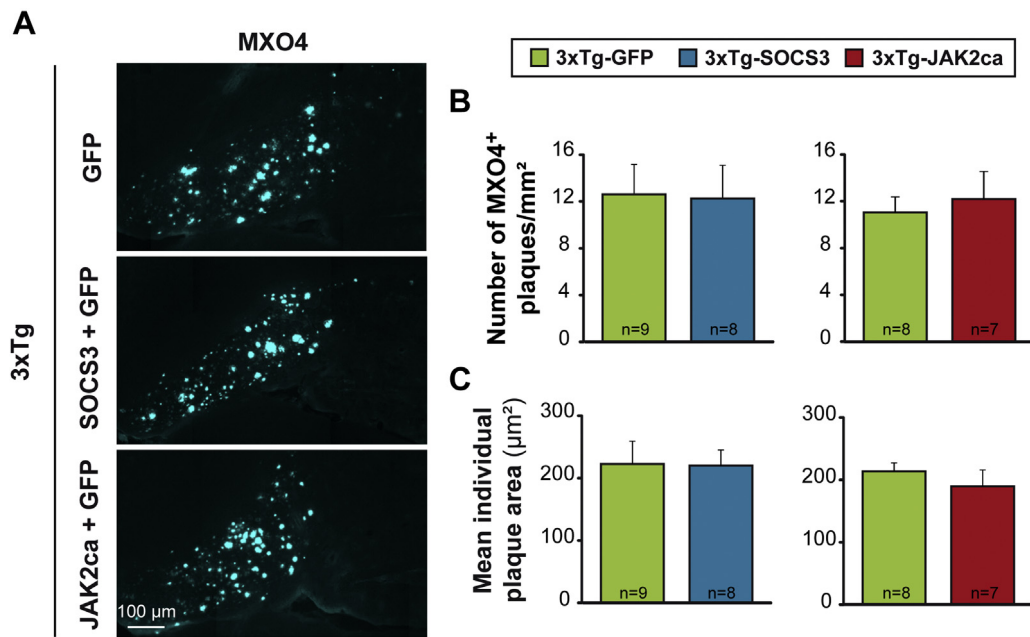 A
MXO4
3xTg
GFP
SOCS3 + GFP
JAK2ca + GFP
100 µm
3xTg-GFP 3xTg-SOCS3 3xTg-JAK2ca
B
Number of MXO4⁺
plaques/mm²
16
12
8
4
0
n=9 n=8
16
12
8
4
0
n=8 n=7
C
Mean individual
plaque area (µm²)
300
200
100
0
n=9 n=8
300
200
100
0
n=8 n=7